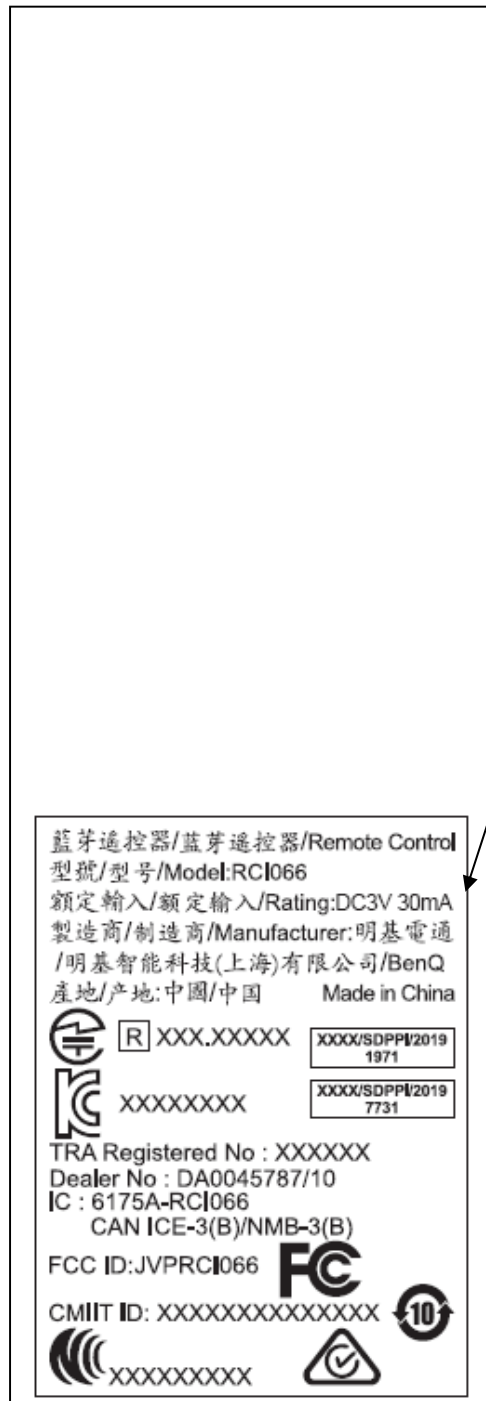 藍芽遙控器/蓝芽遥控器/Remote Control
型號/型号/Model:RCI066
額定輸入/额定输入/Rating:DC3V 30mA
製造商/制造商/Manufacturer:明基電通
/明基智能科技(上海)有限公司/BenQ
產地/产地:中國/中国 Made in China
R XXX.XXXXX
XXXX/SDPPI/2019
1971
XXXXXXXX
XXXX/SDPPI/2019
7731
TRA Registered No : XXXXXX
Dealer No : DA0045787/10
IC : 6175A-RCI066
CAN ICE-3(B)/NMB-3(B)
FCC ID:JVPRCI066 FC
CMIIT ID: XXXXXXXXXXXXXX 10
XXXXXXXXX